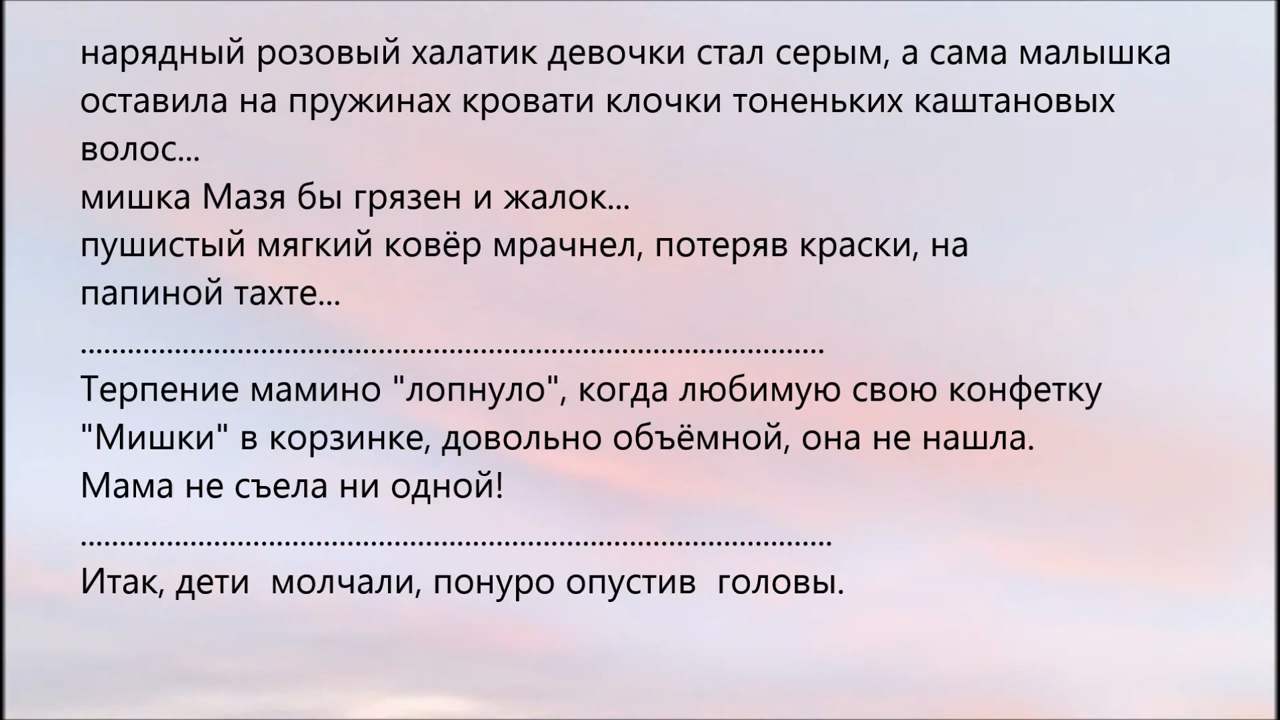 нарядный розовый халатик девочки стал серым, а сама малышка
оставила на пружинах кровати клочки тоненьких каштановых
волос...
мишка Мазя бы грязен и жалок...
пушистый мягкий ковёр мрачнел, потеряв краски, на
папиной тахте...
...............................................................................................
Терпение мамино "лопнуло", когда любимую свою конфетку
"Мишки" в корзинке, довольно объёмной, она не нашла.
Мама не съела ни одной!
................................................................................................
Итак, дети  молчали, понуро опустив  головы.